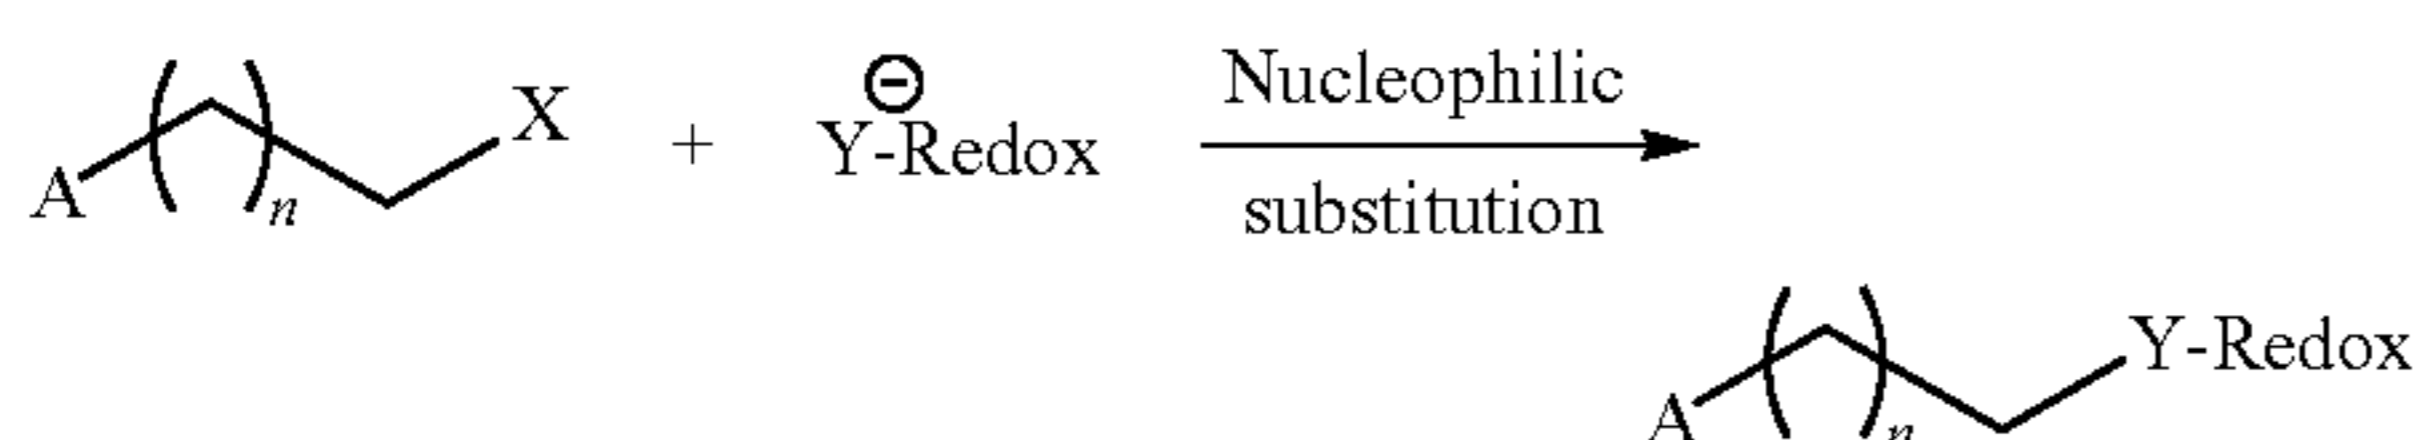 A ( )n X + ⊖ Y-Redox Nucleophilic
substitution
A ( )n Y-Redox